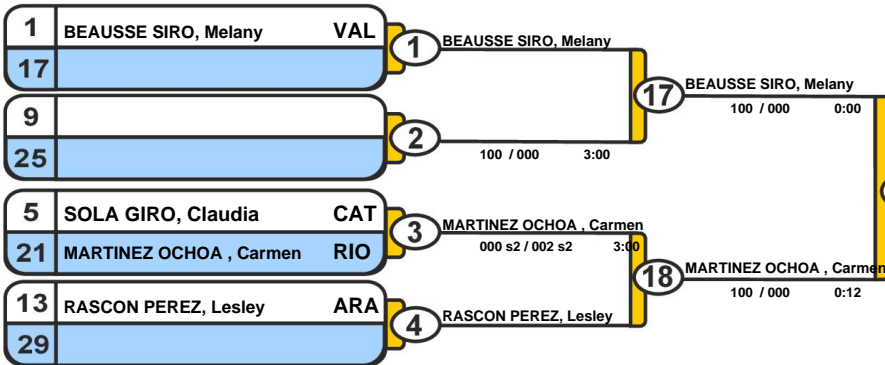 1 BEAUSSE SIRO, Melany VAL
17
1
BEAUSSE SIRO, Melany
9
25
2
100 / 000 3:00
17
BEAUSSE SIRO, Melany
100 / 000 0:00
5 SOLA GIRO, Claudia CAT
21 MARTINEZ OCHOA , Carmen RIO
3
MARTINEZ OCHOA , Carmen
000 s2 / 002 s2 3:00
13 RASCON PEREZ, Lesley ARA
29
4
RASCON PEREZ, Lesley
18
MARTINEZ OCHOA , Carmen
100 / 000 0:12